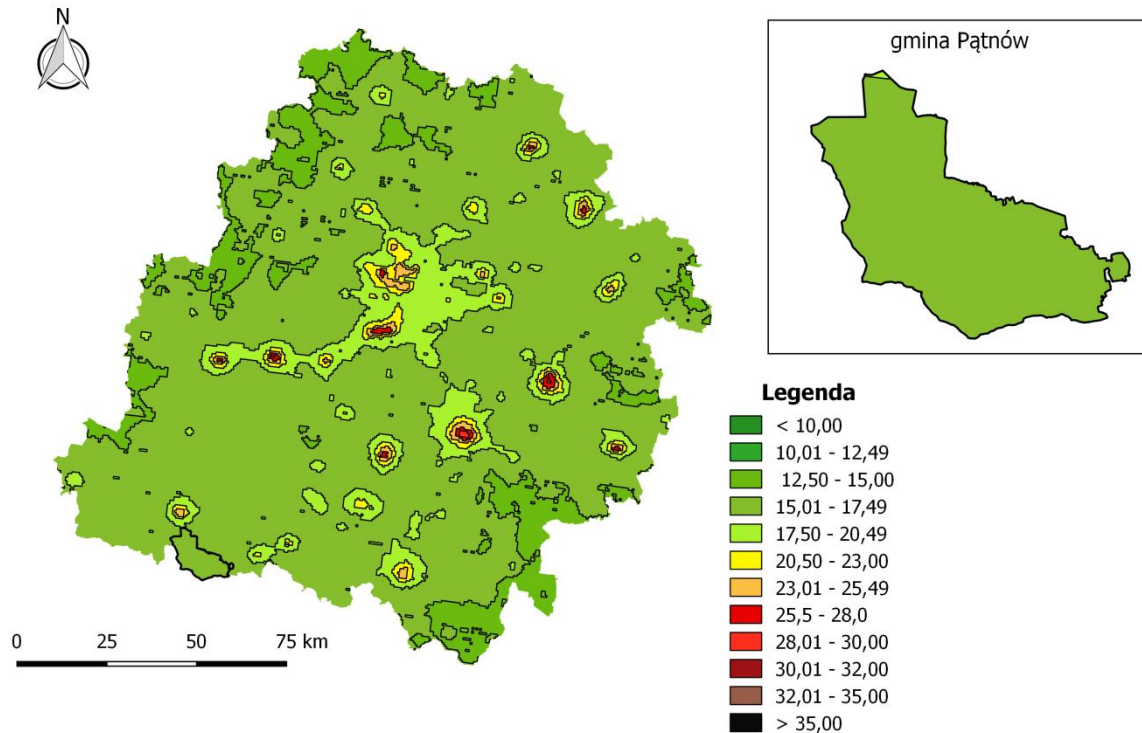 N
gmina Pątnów
Legenda
< 10,00
10,01 - 12,49
12,50 - 15,00
15,01 - 17,49
17,50 - 20,49
20,50 - 23,00
23,01 - 25,49
25,5 - 28,0
28,01 - 30,00
30,01 - 32,00
32,01 - 35,00
> 35,00
0 25 50 75 km